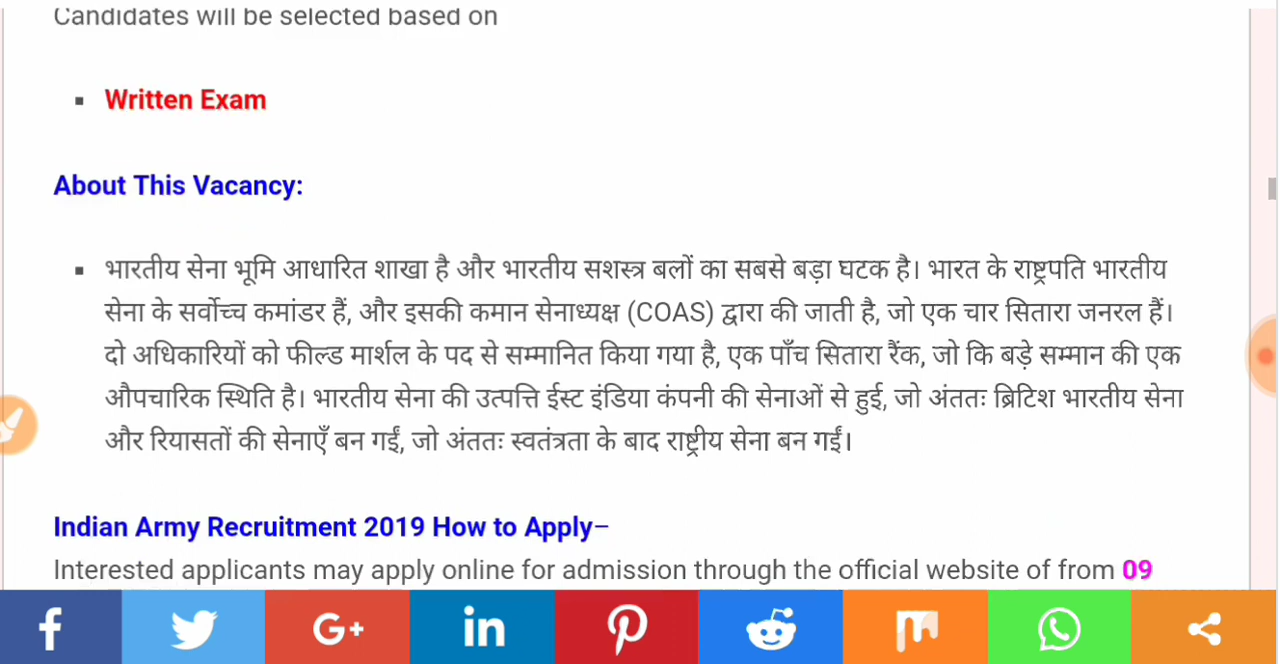 Candidates will be selected based on
Written Exam
About This Vacancy:
भारतीय सेना भूमि आधारित शाखा है और भारतीय सशस्त्र बलों का सबसे बड़ा घटक है। भारत के राष्ट्रपति भारतीय
सेना के सर्वोच्च कमांडर हैं, और इसकी कमान सेनाध्यक्ष (COAS) द्वारा की जाती है, जो एक चार सितारा जनरल हैं।
दो अधिकारियों को फील्ड मार्शल के पद से सम्मानित किया गया है, एक पाँच सितारा रैंक, जो कि बड़े सम्मान की एक
औपचारिक स्थिति है। भारतीय सेना की उत्पत्ति ईस्ट इंडिया कंपनी की सेनाओं से हुई, जो अंततः ब्रिटिश भारतीय सेना
और रियासतों की सेनाएँ बन गईं, जो अंततः स्वतंत्रता के बाद राष्ट्रीय सेना बन गईं।
Indian Army Recruitment 2019 How to Apply–
Interested applicants may apply online for admission through the official website of from 09
f G+ in